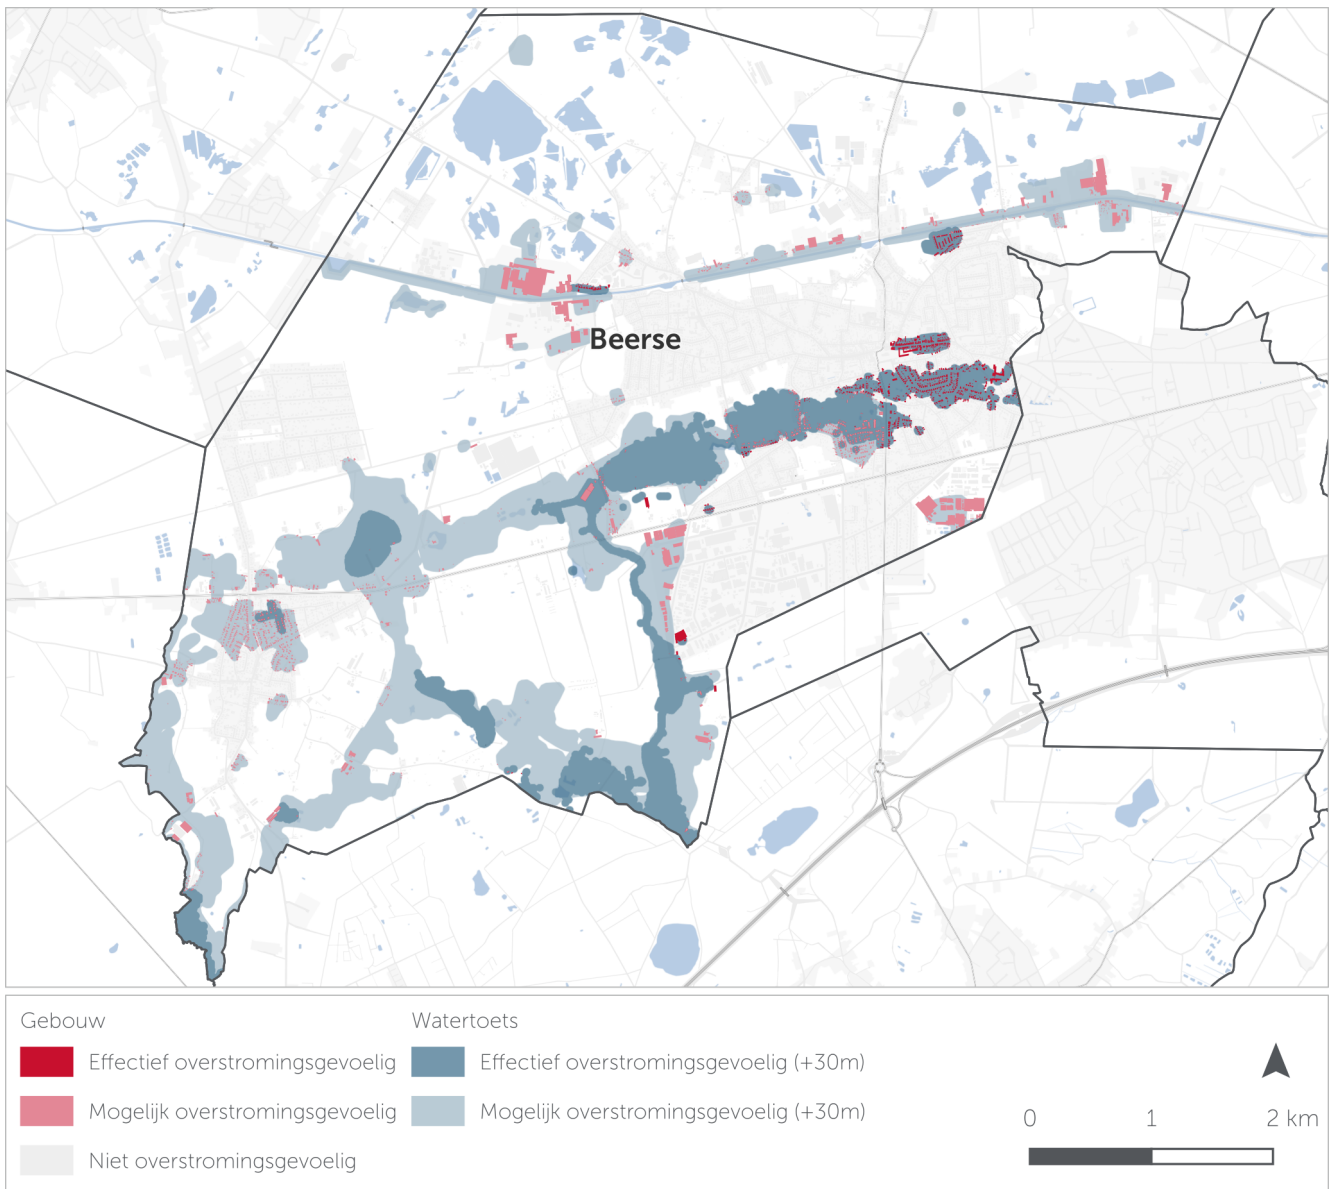 Beerse
Gebouw
Watertoets
Effectief overstromingsgevoelig
Effectief overstromingsgevoelig (+30m)
Mogelijk overstromingsgevoelig
Mogelijk overstromingsgevoelig (+30m)
Niet overstromingsgevoelig
0 1 2 km